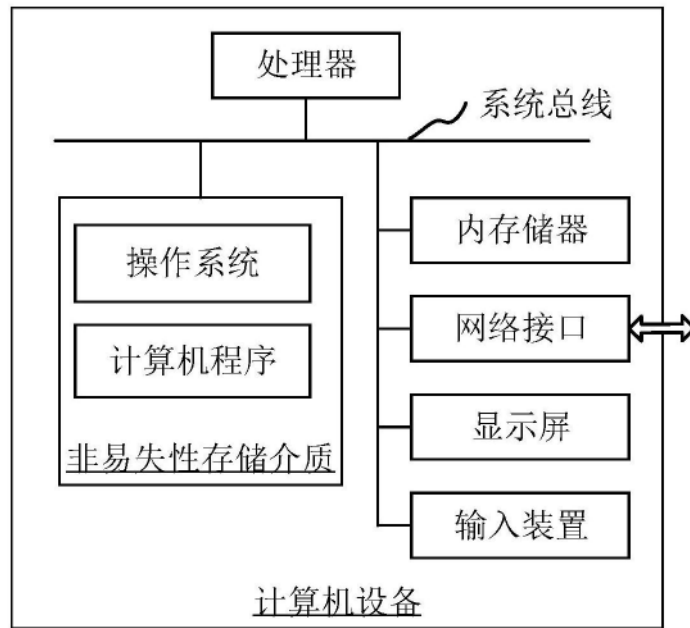 处理器
系统总线
操作系统
计算机程序
非易失性存储介质
内存储器
网络接口
显示屏
输入装置
计算机设备